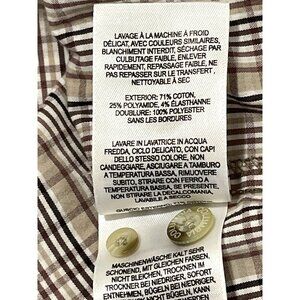 LAVAGE À LA MACHINE À FROID
DÉLICAT, AVEC COULEURS SIMILAIRES,
BLANCHIMENT INTERDIT, SÉCHAGE PAR
CULBUTAGE FAIBLE, ENLEVER
RAPIDEMENT, REPASSAGE FAIBLE, NE
PAS REPASSER SUR LE TRANSFERT,
NETTOYABLE À SEC
EXTERIOR: 71% COTON,
25% POLYAMIDE, 4% ÉLASTHANNE
DOUBLURE: 100% POLYESTER
SANS LES BORDURES
LAVARE IN LAVATRICE IN ACQUA
FREDDA, CICLO DELICATO, CON CAPI
DELLO STESSO COLORE, NON
CANDEGGIARE, ASCIUGARE A TAMBURO
A TEMPERATURA BASSA, RIMUOVERE
SUBITO, STIRARE CON FERRO A
TEMPERATURA BASSA, SE PRESENTE,
NON STIRARE LA DECALCOMANIA,
LAVABILE A SECCO
MASCHINENWÄSCHE KALT SEHR
SCHONEND, MIT GLEICHEN FARBEN,
NICHT BLEICHEN, TROCKNEN IM
TROCKNER BEI NIEDRIGER, SOFORT
ENTNEHMEN, BÜGELN BEI NIEDRIGER